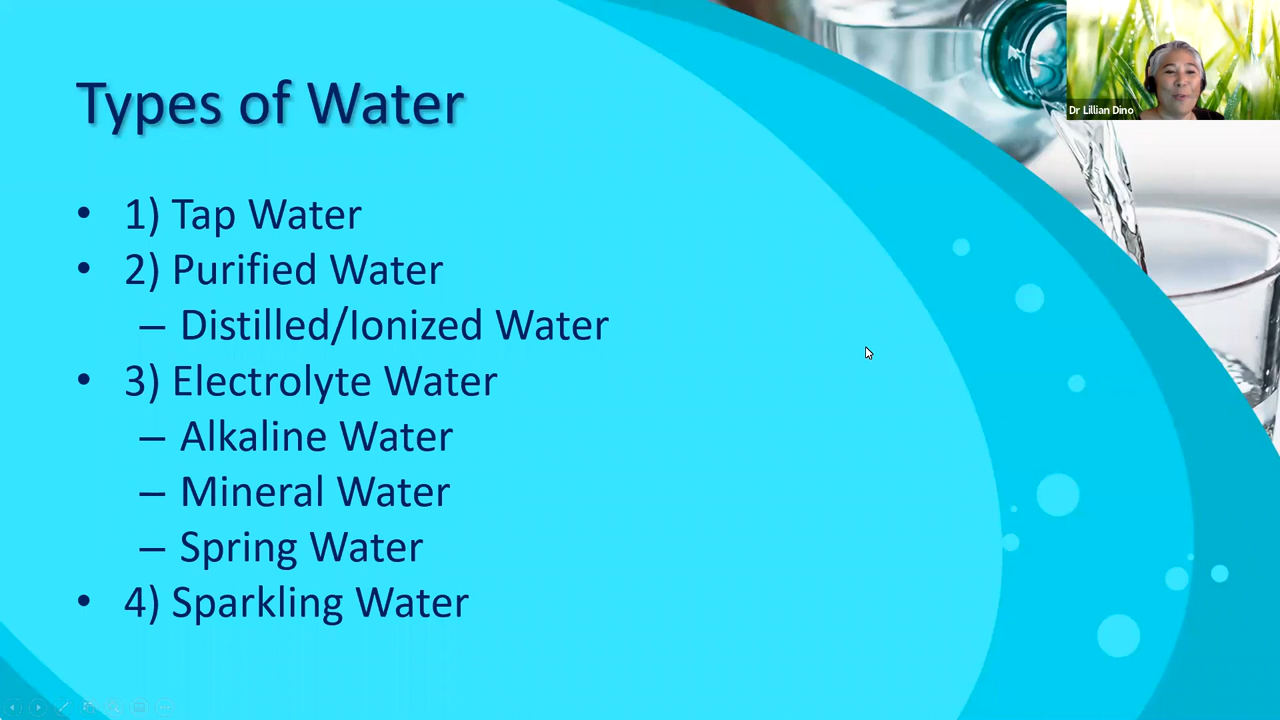 Types of Water
• 1) Tap Water
• 2) Purified Water
– Distilled/Ionized Water
• 3) Electrolyte Water
– Alkaline Water
– Mineral Water
– Spring Water
• 4) Sparkling Water
Dr Lillian Dino